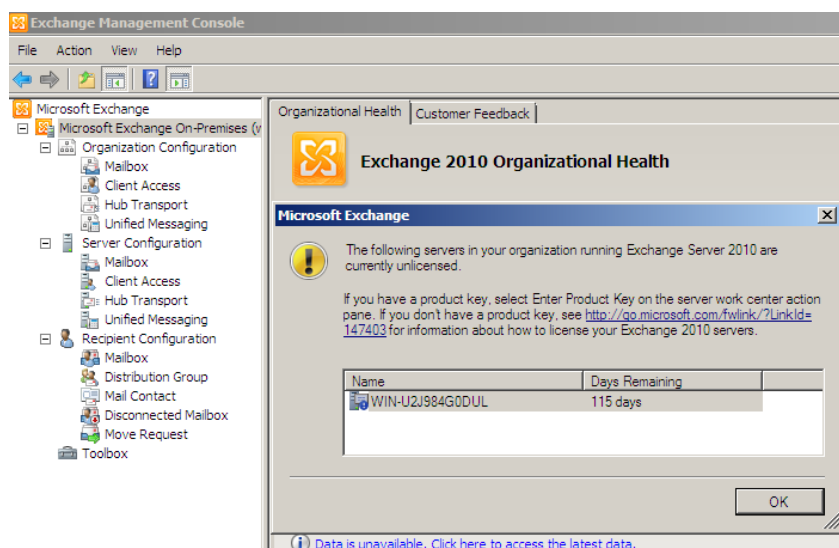 Exchange Management Console
File Action View Help
Microsoft Exchange
Microsoft Exchange On-Premises (w
Organization Configuration
Mailbox
Client Access
Hub Transport
Unified Messaging
Server Configuration
Mailbox
Client Access
Hub Transport
Unified Messaging
Recipient Configuration
Mailbox
Distribution Group
Mail Contact
Disconnected Mailbox
Move Request
Toolbox
Organizational Health Customer Feedback
Exchange 2010 Organizational Health
Microsoft Exchange
The following servers in your organization running Exchange Server 2010 are
currently unlicensed.
If you have a product key, select Enter Product Key on the server work center action
pane. If you don't have a product key, see http://go.microsoft.com/fwlink/?LinkId=
147403 for information about how to license your Exchange 2010 servers.
Name Days Remaining
WIN-U2J984G0DUL 115 days
OK
Data is unavailable. Click here to access the latest data.